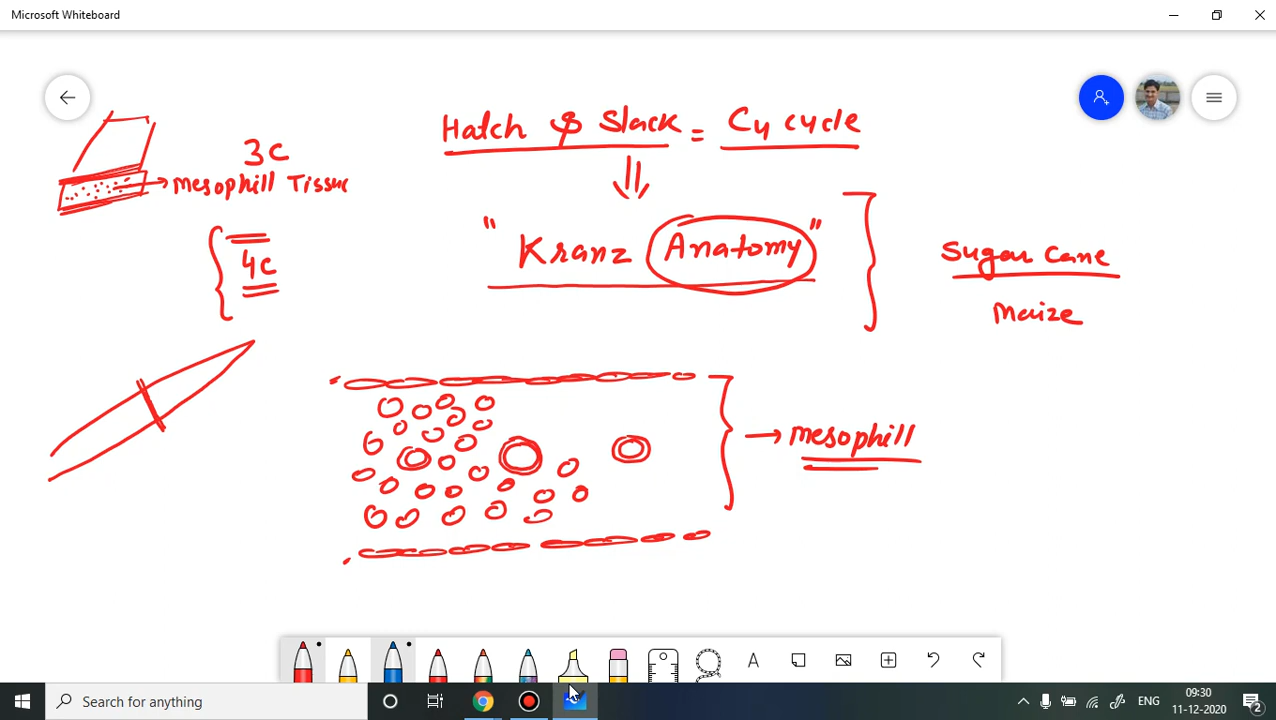 Microsoft Whiteboard
Hatch & Slack = C4 cycle
3C
Mesophill Tissue
4C
"Kranz Anatomy"
Sugar Cane
Maize
→ mesophill
A
Search for anything
ENG
09:30
11-12-2020
2